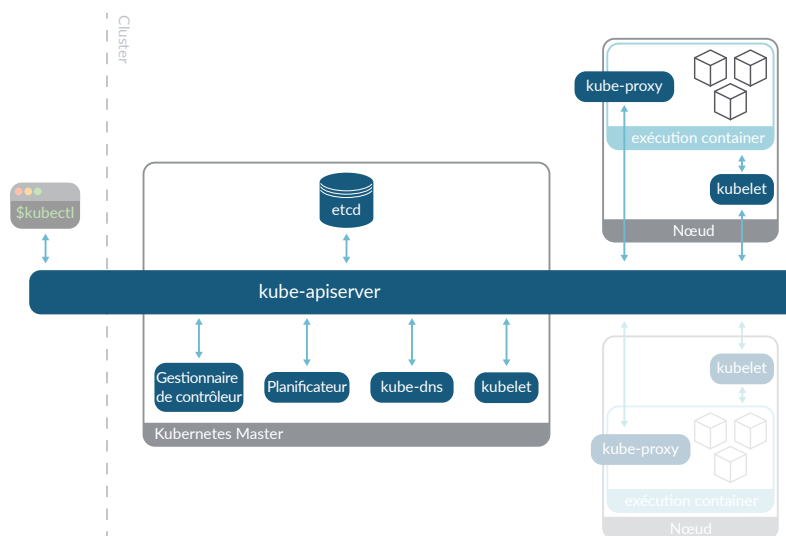 Cluster
$kubectl
etcd
kube-apiserver
Gestionnaire
de contrôleur
Planificateur
kube-dns
kubelet
Kubernetes Master
kube-proxy
exécution container
kubelet
Nœud
kubelet
kube-proxy
exécution container
Nœud